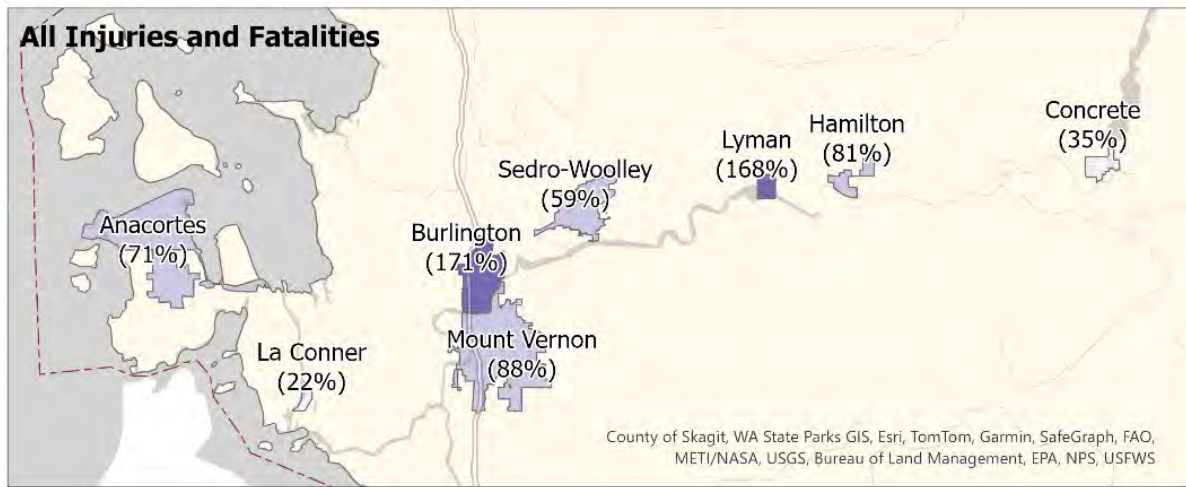 All Injuries and Fatalities
Concrete
(35%)
Hamilton
(81%)
Lyman
(168%)
Sedro-Woolley
(59%)
Anacortes
(71%)
Burlington
(171%)
Mount Vernon
(88%)
La Conner
(22%)
County of Skagit, WA State Parks GIS, Esri, TomTom, Garmin, SafeGraph, FAO,
METI/NASA, USGS, Bureau of Land Management, EPA, NPS, USFWS